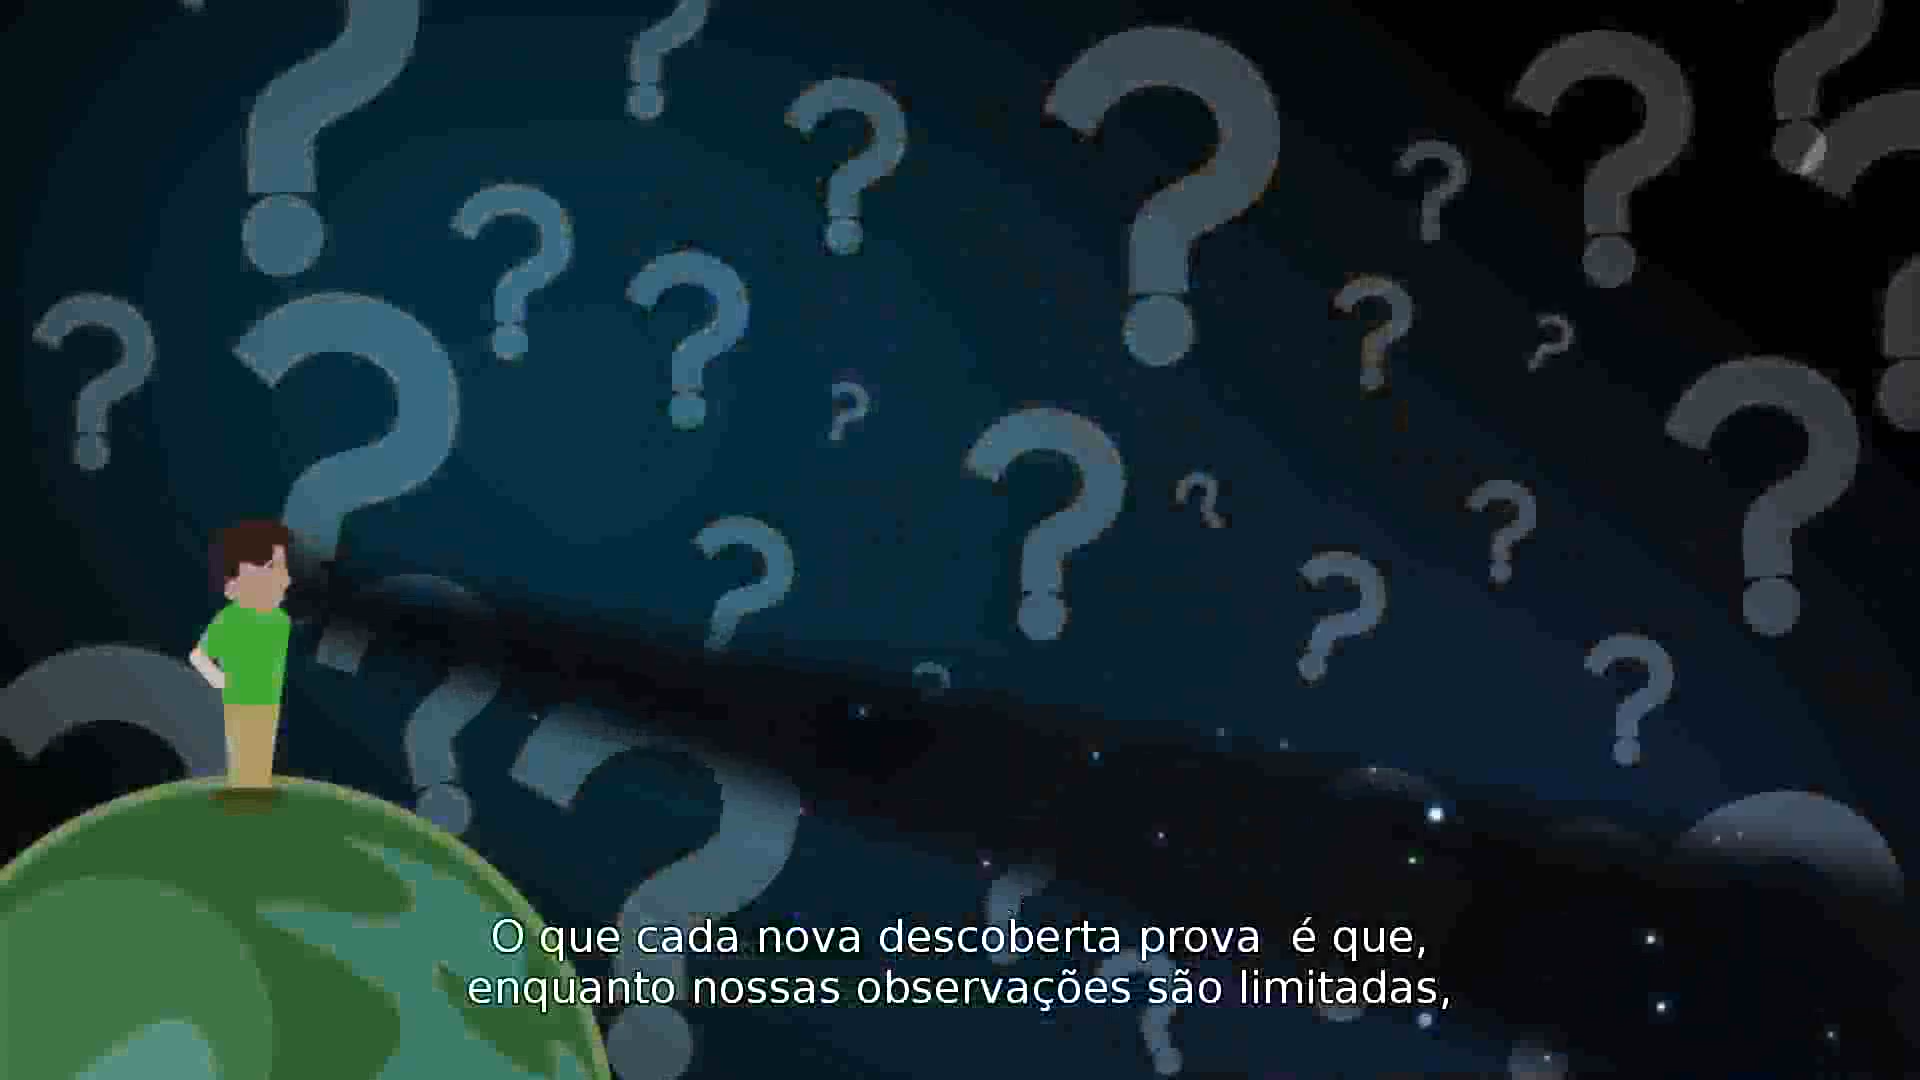 O que cada nova descoberta prova  é que,
enquanto nossas observações são limitadas,